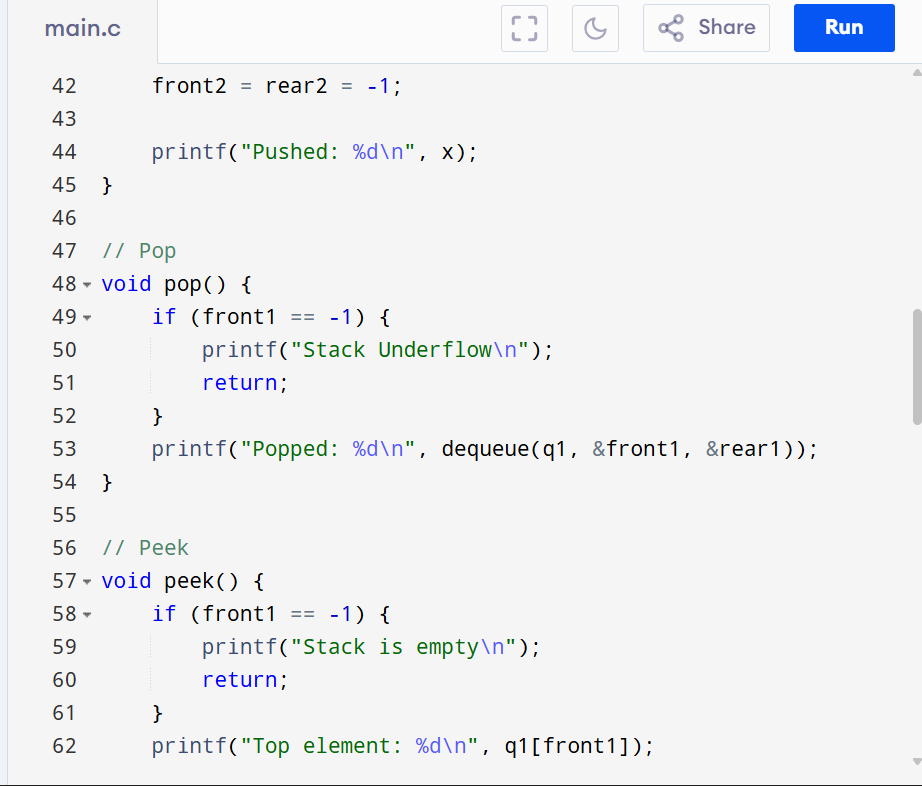 main.c
Share
Run
42 front2 = rear2 = -1;
43
44 printf("Pushed: %d\n", x);
45 }
46
47 // Pop
48 void pop() {
49 if (front1 == -1) {
50 printf("Stack Underflow\n");
51 return;
52 }
53 printf("Popped: %d\n", dequeue(q1, &front1, &rear1));
54 }
55
56 // Peek
57 void peek() {
58 if (front1 == -1) {
59 printf("Stack is empty\n");
60 return;
61 }
62 printf("Top element: %d\n", q1[front1]);